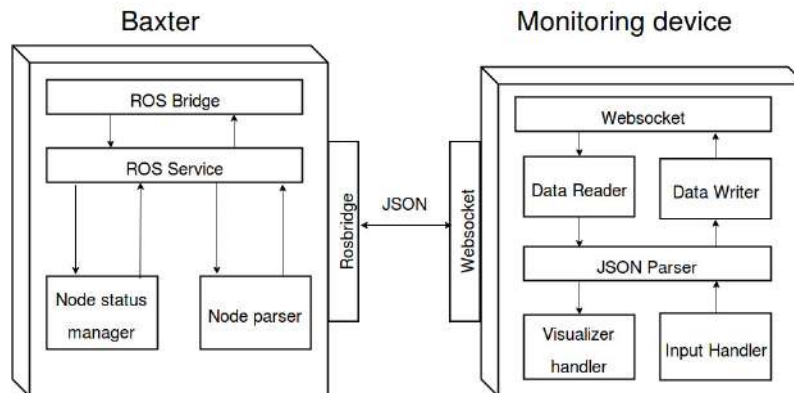 Baxter
Monitoring device
ROS Bridge
ROS Service
Node status
manager
Node parser
Rosbridge
JSON
Websocket
Websocket
Data Reader
Data Writer
JSON Parser
Visualizer
handler
Input Handler